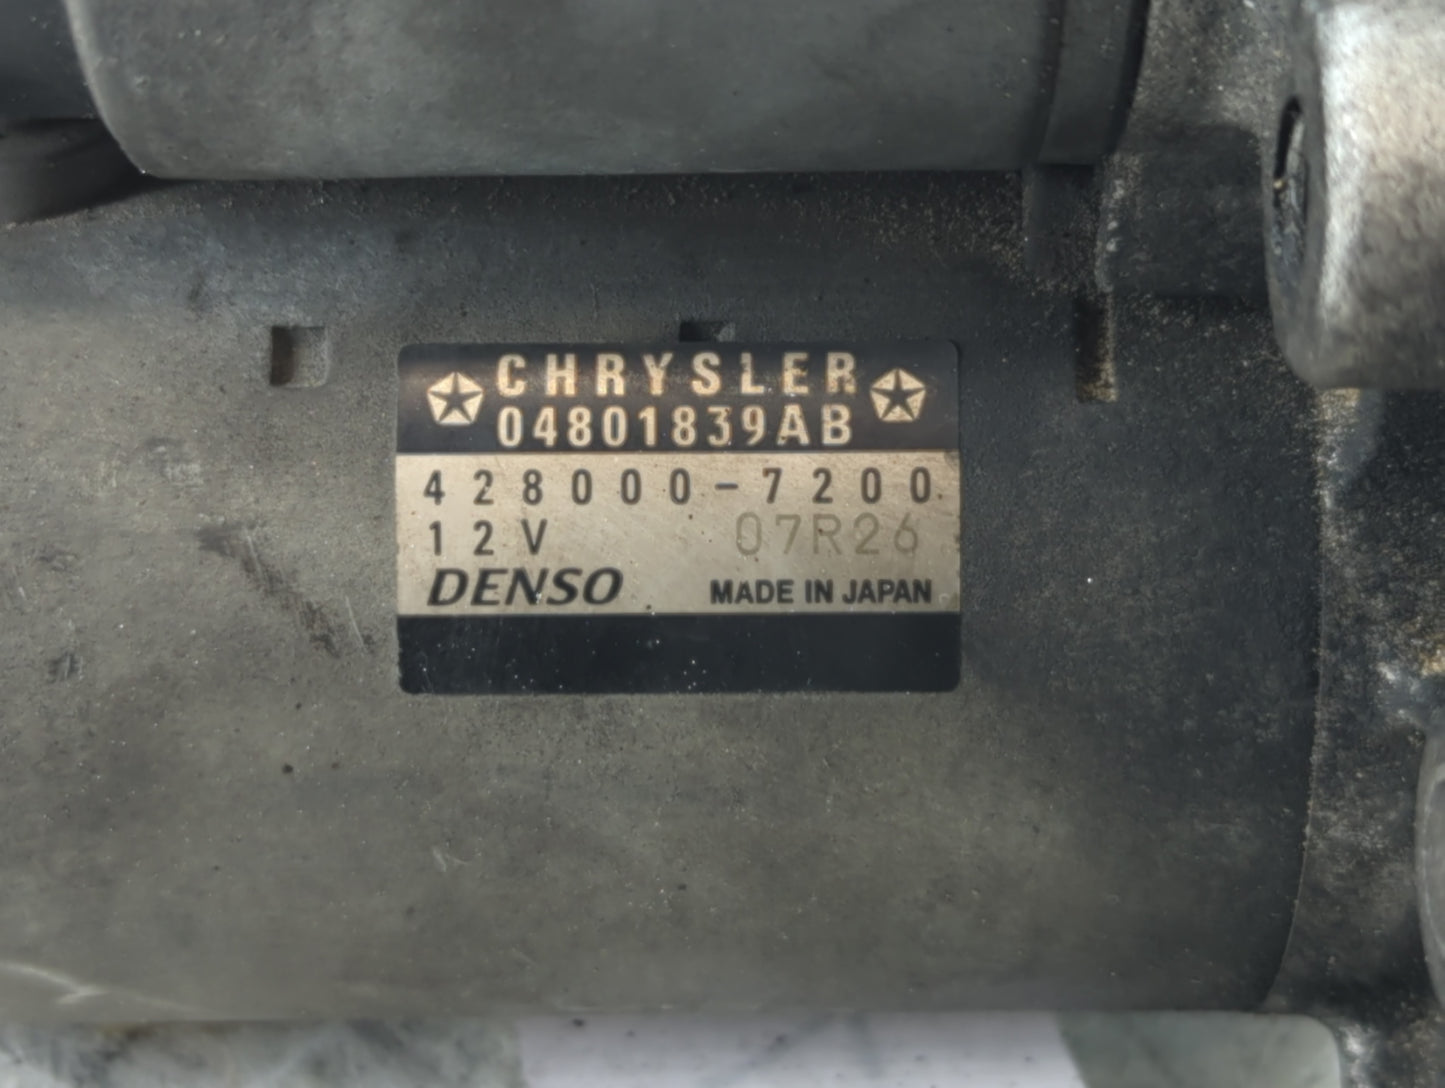 CHRYSLER
04801839AB
428000-7200
12V 07R26
DENSO MADE IN JAPAN